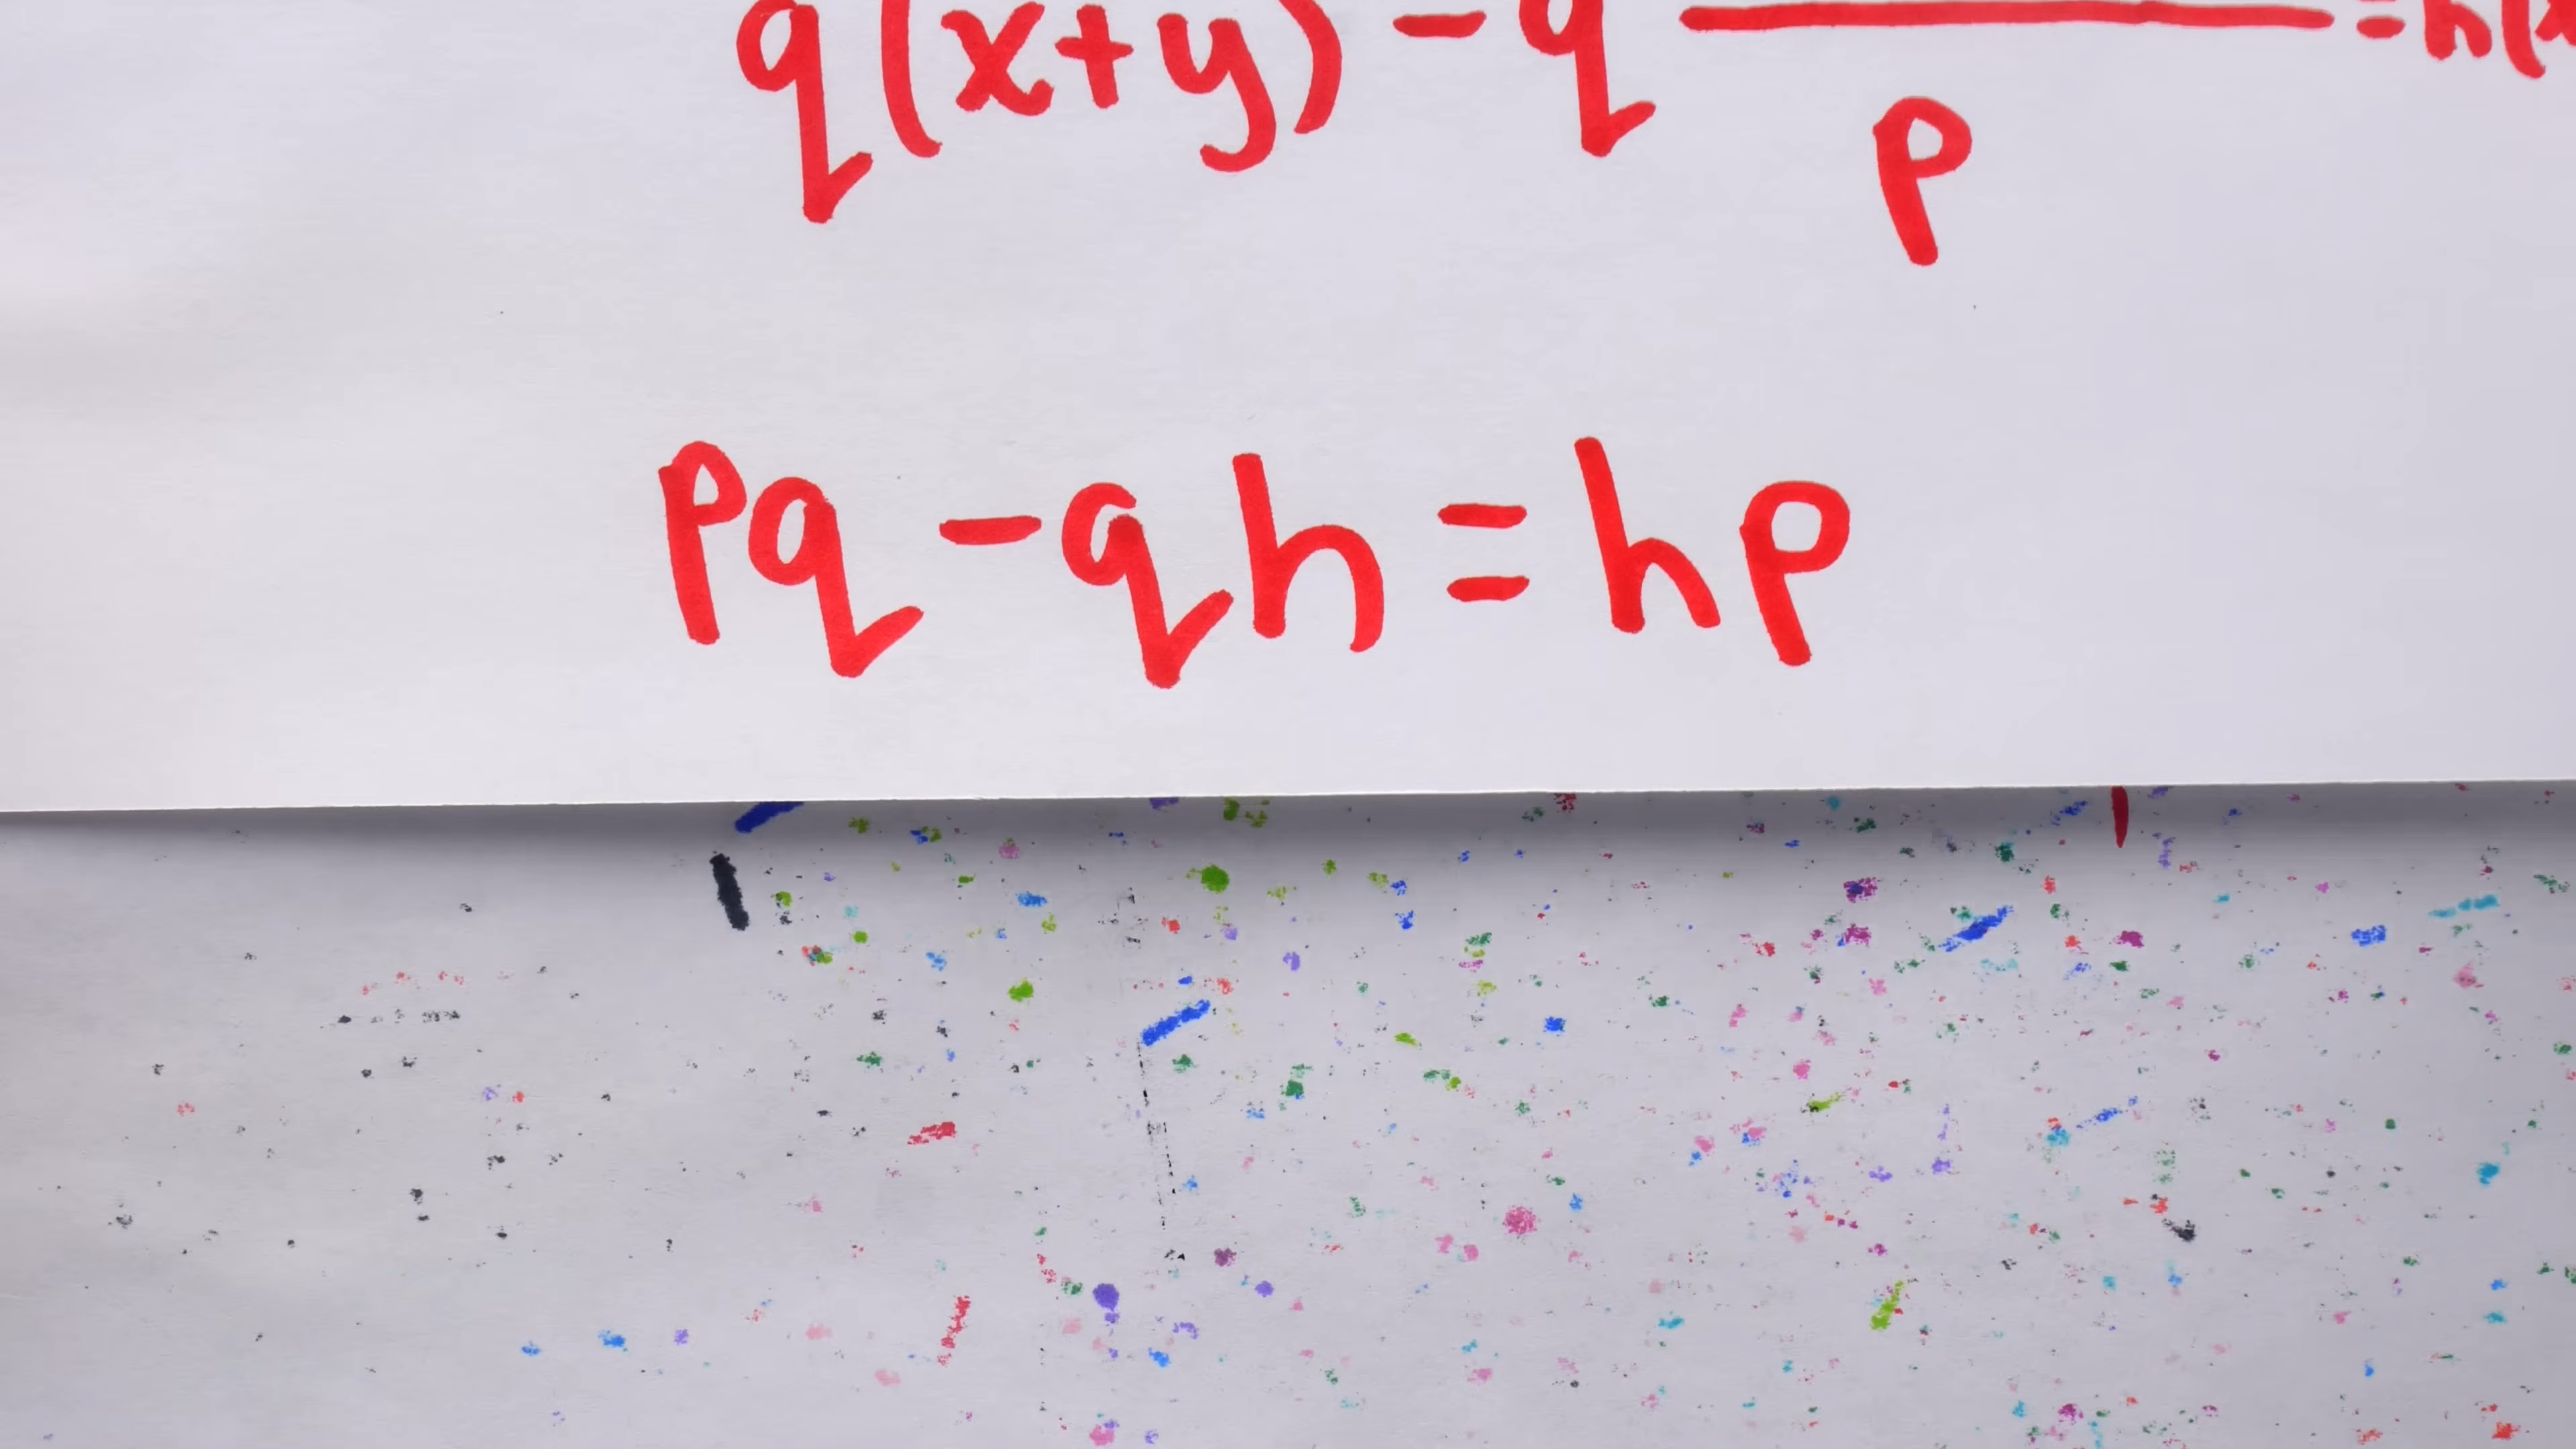 q(x+y) - q ─── = h(
p
pq - qh = hp